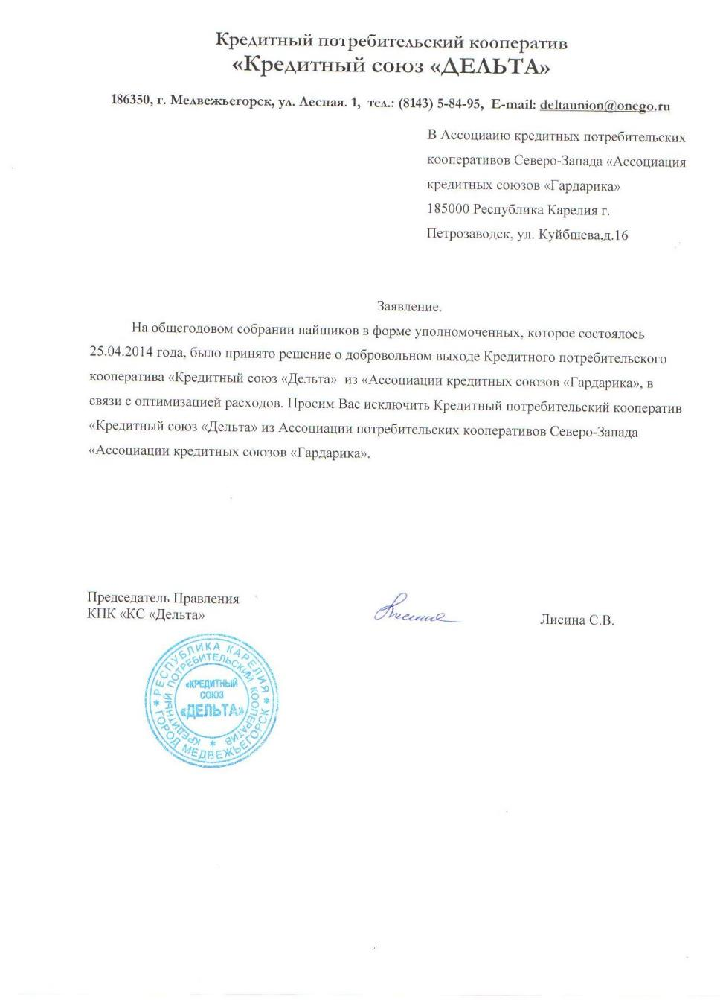 Кредитный потребительский кооператив
«Кредитный союз «ДЕЛЬТА»
186350, г. Медвежьегорск, ул. Лесная. 1, тел.: (8143) 5-84-95, E-mail: deltaunion@onego.ru
В Ассоциаию кредитных потребительских
кооперативов Северо-Запада «Ассоциация
кредитных союзов «Гардарика»
185000 Республика Карелия г.
Петрозаводск, ул. Куйбшева,д.16
Заявление.
На общегодовом собрании пайщиков в форме уполномоченных, которое состоялось
25.04.2014 года, было принято решение о добровольном выходе Кредитного потребительского
кооператива «Кредитный союз «Дельта» из «Ассоциации кредитных союзов «Гардарика», в
связи с оптимизацией расходов. Просим Вас исключить Кредитный потребительский кооператив
«Кредитный союз «Дельта» из Ассоциации потребительских кооперативов Северо-Запада
«Ассоциации кредитных союзов «Гардарика».
Председатель Правления
КПК «КС «Дельта»
Лисина С.В.
* РЕСПУБЛИКА КАРЕЛИЯ *
ГОРОД МЕДВЕЖЬЕГОРСК
КРЕДИТНЫЙ ПОТРЕБИТЕЛЬСКИЙ КООПЕРАТИВ *
«КРЕДИТНЫЙ
СОЮЗ
«ДЕЛЬТА»